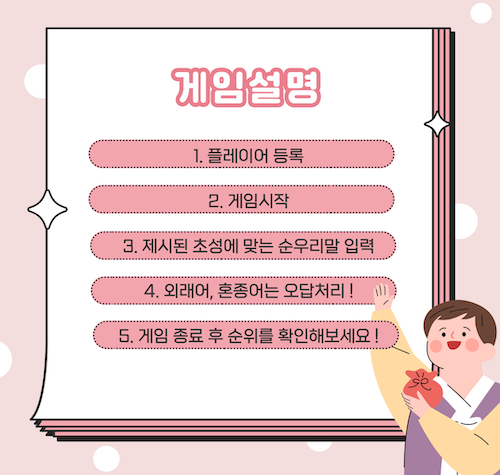 게임설명
1. 플레이어 등록
2. 게임시작
3. 제시된 초성에 맞는 순우리말 입력
4. 외래어, 혼종어는 오답처리 !
5. 게임 종료 후 순위를 확인해보세요 !